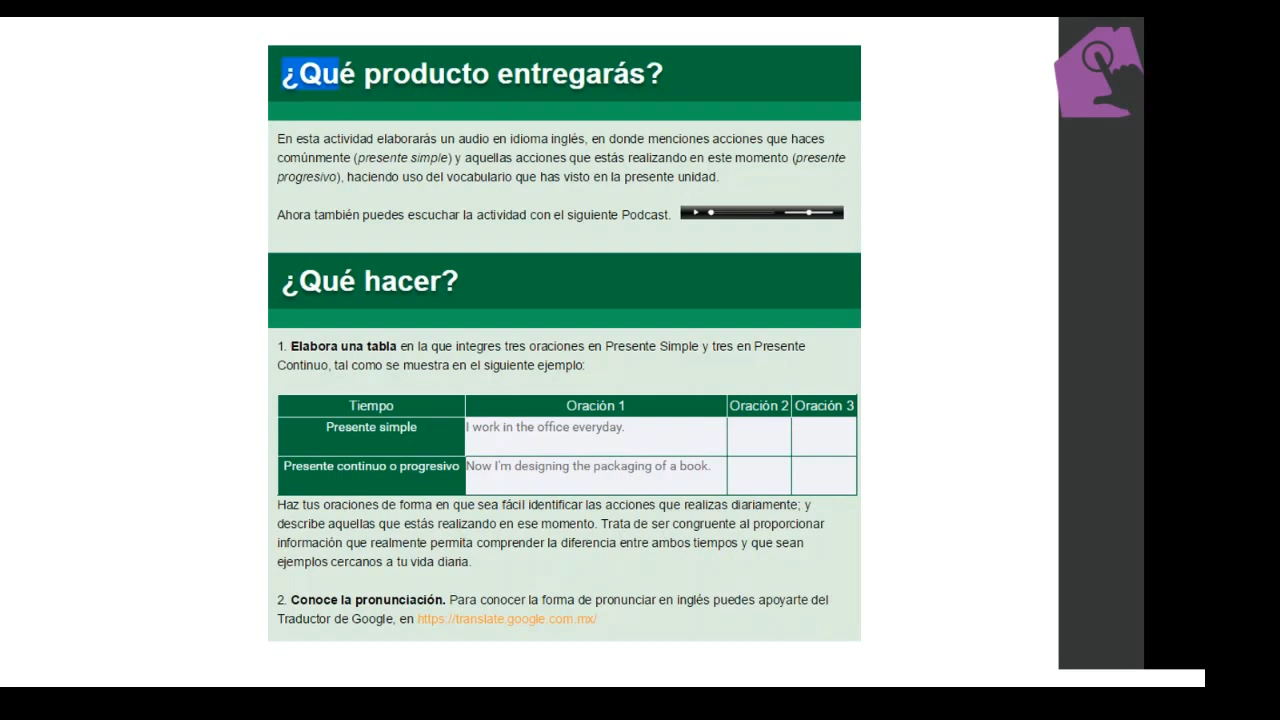 ¿Qué producto entregarás?
En esta actividad elaborarás un audio en idioma inglés, en donde menciones acciones que haces
comúnmente (presente simple) y aquellas acciones que estás realizando en este momento (presente
progresivo), haciendo uso del vocabulario que has visto en la presente unidad.
Ahora también puedes escuchar la actividad con el siguiente Podcast.
¿Qué hacer?
1. Elabora una tabla en la que integres tres oraciones en Presente Simple y tres en Presente
Continuo, tal como se muestra en el siguiente ejemplo:
Tiempo Oración 1 Oración 2 Oración 3
Presente simple I work in the office everyday.
Presente continuo o progresivo Now I'm designing the packaging of a book.
Haz tus oraciones de forma en que sea fácil identificar las acciones que realizas diariamente; y
describe aquellas que estás realizando en ese momento. Trata de ser congruente al proporcionar
información que realmente permita comprender la diferencia entre ambos tiempos y que sean
ejemplos cercanos a tu vida diaria.
2. Conoce la pronunciación. Para conocer la forma de pronunciar en inglés puedes apoyarte del
Traductor de Google, en https://translate.google.com.mx/